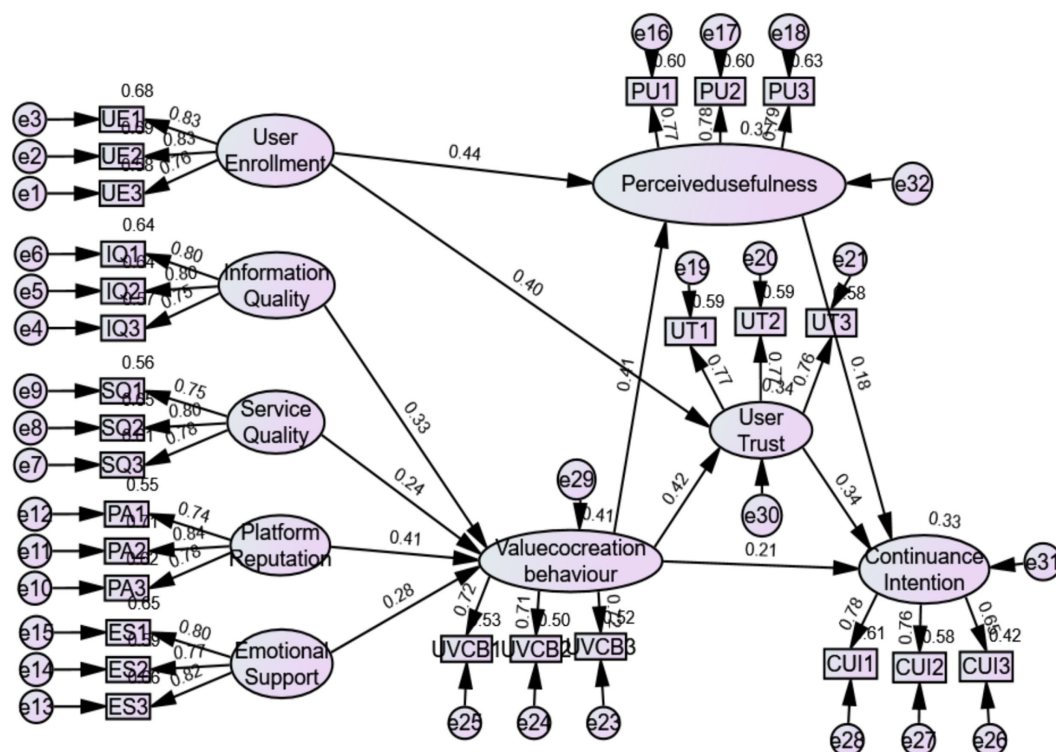 e16
e17
e18
0.60
0.60
0.63
PU1
PU2
PU3
0.77
0.78
0.79
Perceivedusefulness
e32
0.68
e3
UE1
0.83
e2
UE2
0.83
e1
UE3
0.76
User
Enrollment
0.44
0.40
0.64
e6
IQ1
0.80
e5
IQ2
0.80
e4
IQ3
0.75
Information
Quality
0.33
e19
e20
e21
0.59
0.59
0.58
UT1
UT2
UT3
0.77
0.77
0.76
0.34
User
Trust
e30
0.41
0.18
0.56
e9
SQ1
0.75
e8
SQ2
0.80
e7
SQ3
0.78
Service
Quality
0.24
0.55
e12
PA1
0.74
e11
PA2
0.84
e10
PA3
0.78
Platform
Reputation
0.41
0.65
e15
ES1
0.80
e14
ES2
0.77
e13
ES3
0.82
Emotional
Support
0.28
e29
0.41
Valuecocreation
behaviour
0.42
0.34
0.21
0.72
0.71
0.53
0.50
0.52
UVCB1
UVCB2
UVCB3
e25
e24
e23
0.33
Continuance
Intention
e31
0.78
0.76
0.65
0.61
0.58
0.42
CUI1
CUI2
CUI3
e28
e27
e26